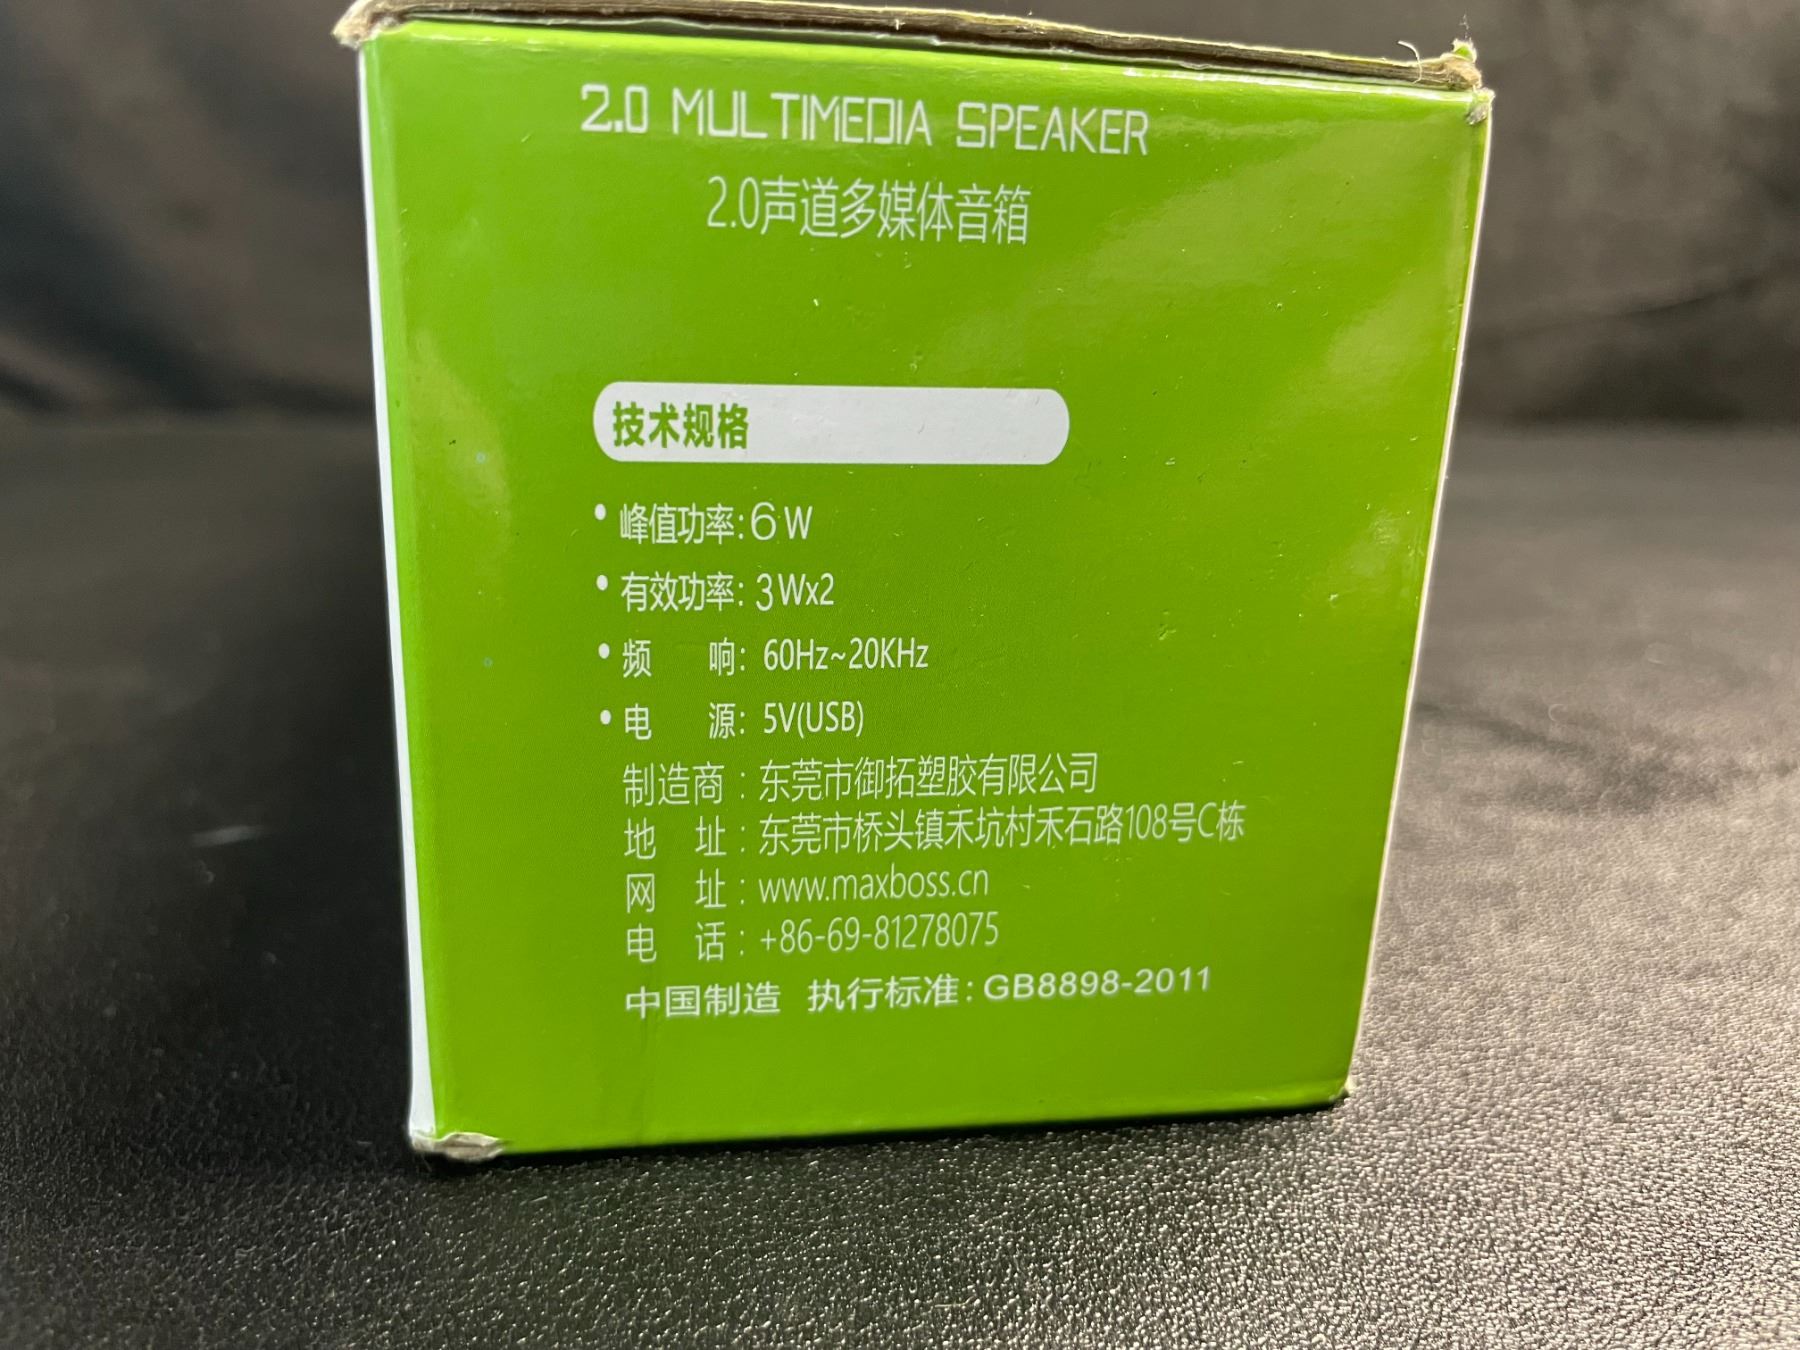 2.0 MULTIMEDIA SPEAKER
2.0声道多媒体音箱
技术规格
• 峰值功率:6W
• 有效功率: 3Wx2
• 频 响: 60Hz~20KHz
• 电 源: 5V(USB)
制造商 : 东莞市御拓塑胶有限公司
地 址 : 东莞市桥头镇禾坑村禾石路108号C栋
网 址 : www.maxboss.cn
电 话 : +86-69-81278075
中国制造 执行标准: GB8898-2011